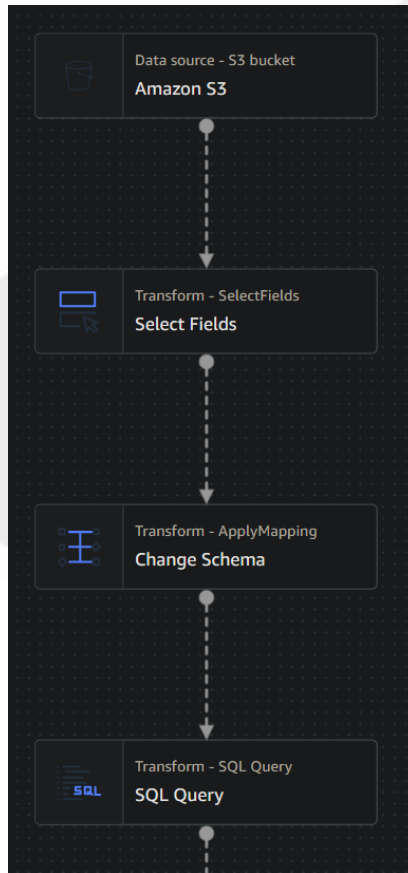 Data source - S3 bucket
Amazon S3
Transform - SelectFields
Select Fields
Transform - ApplyMapping
Change Schema
Transform - SQL Query
SQL
SQL Query